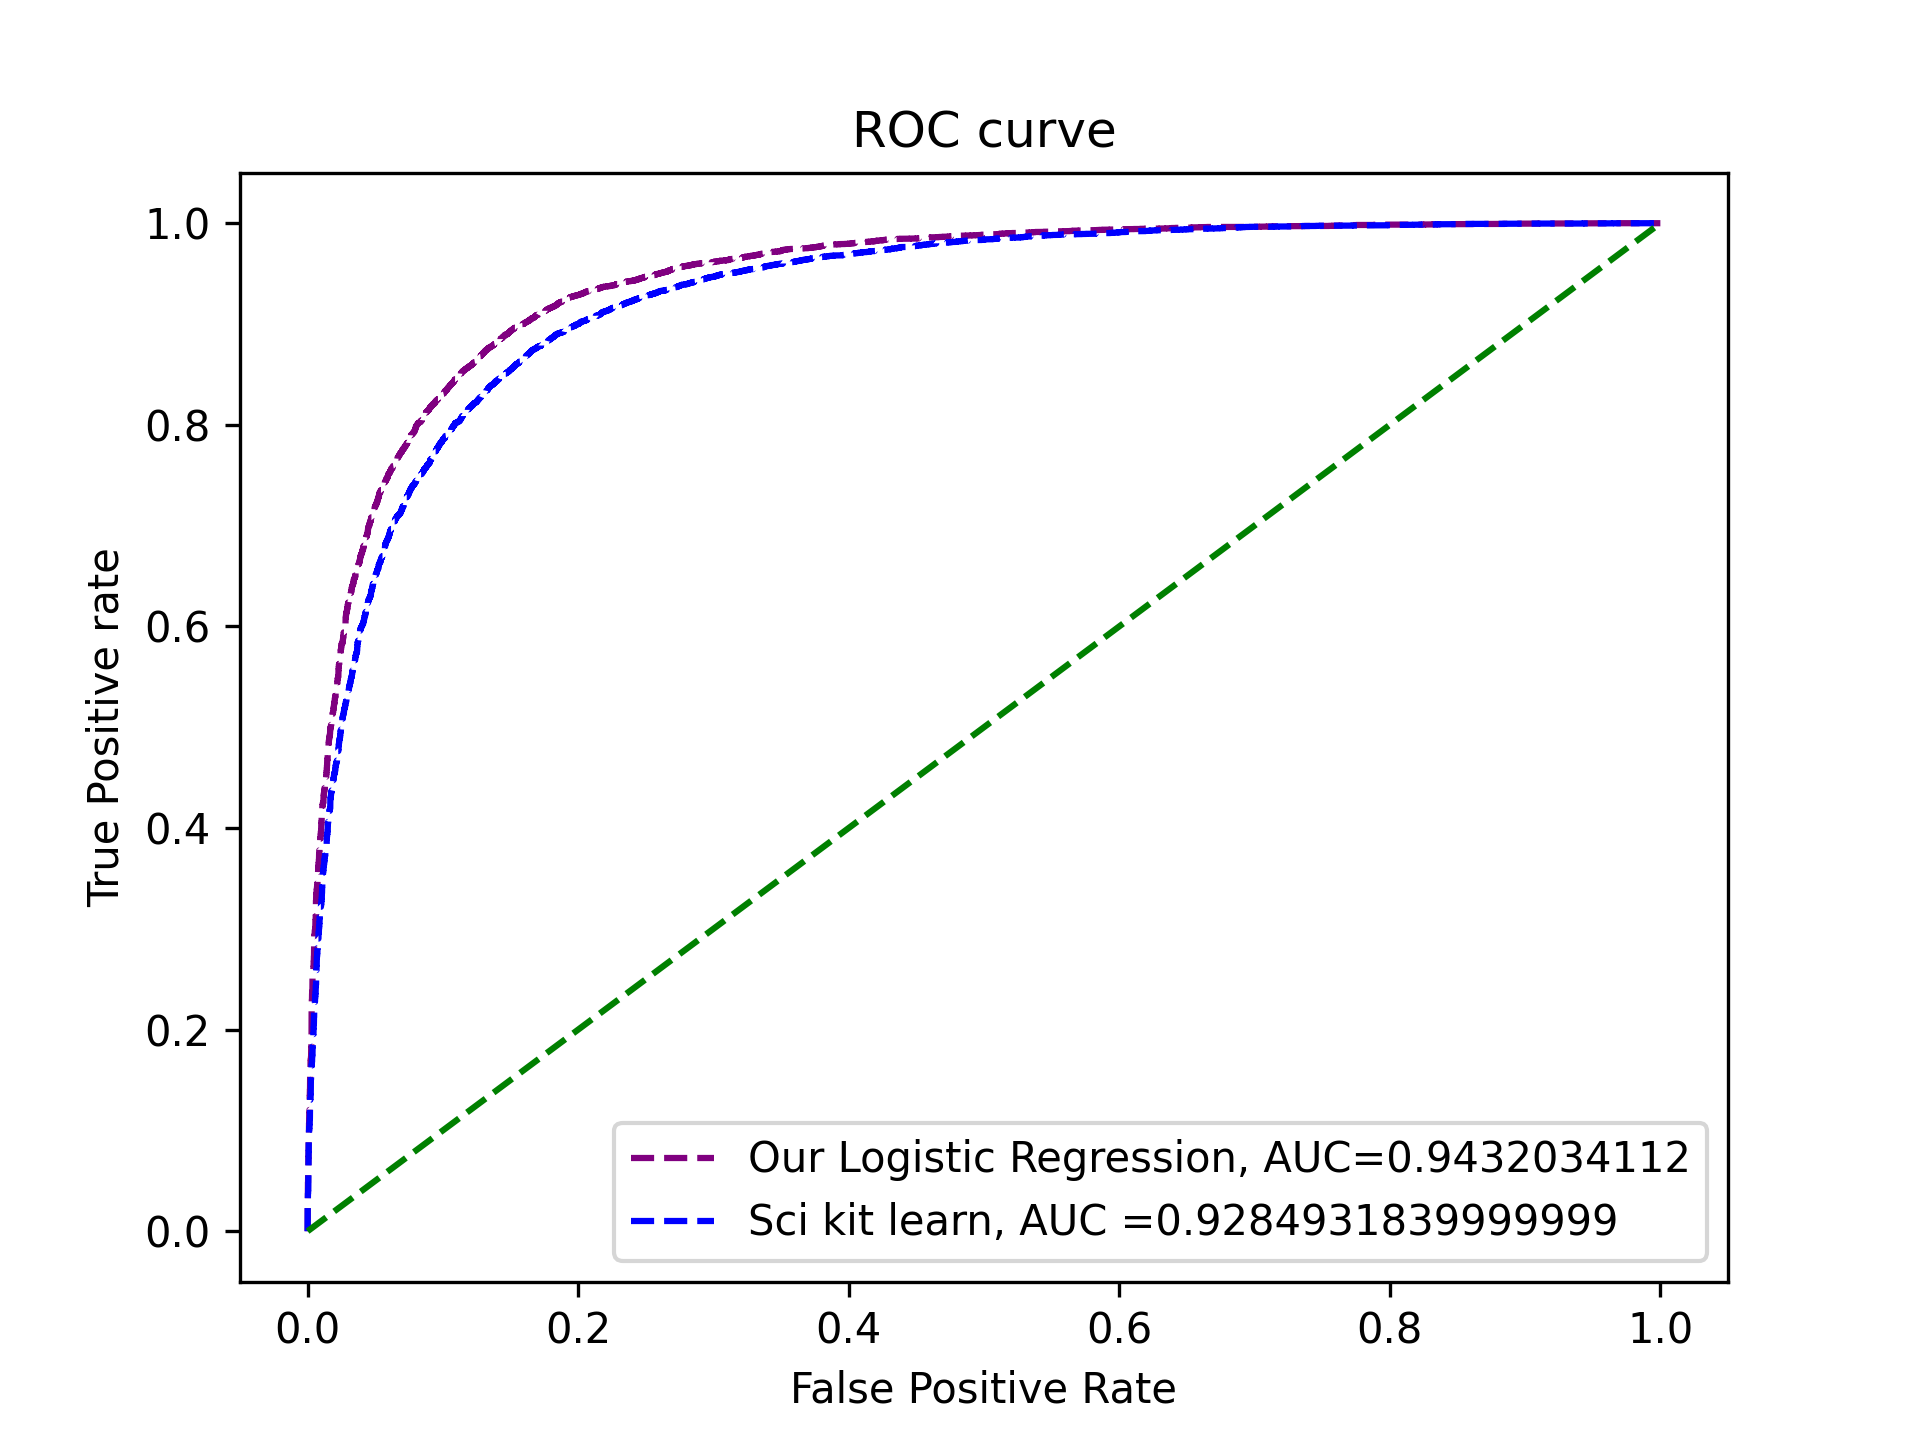 ROC curve
True Positive rate
1.0
0.8
0.6
0.4
0.2
0.0
Our Logistic Regression, AUC=0.9432034112
Sci kit learn, AUC =0.9284931839999999
0.0 0.2 0.4 0.6 0.8 1.0
False Positive Rate